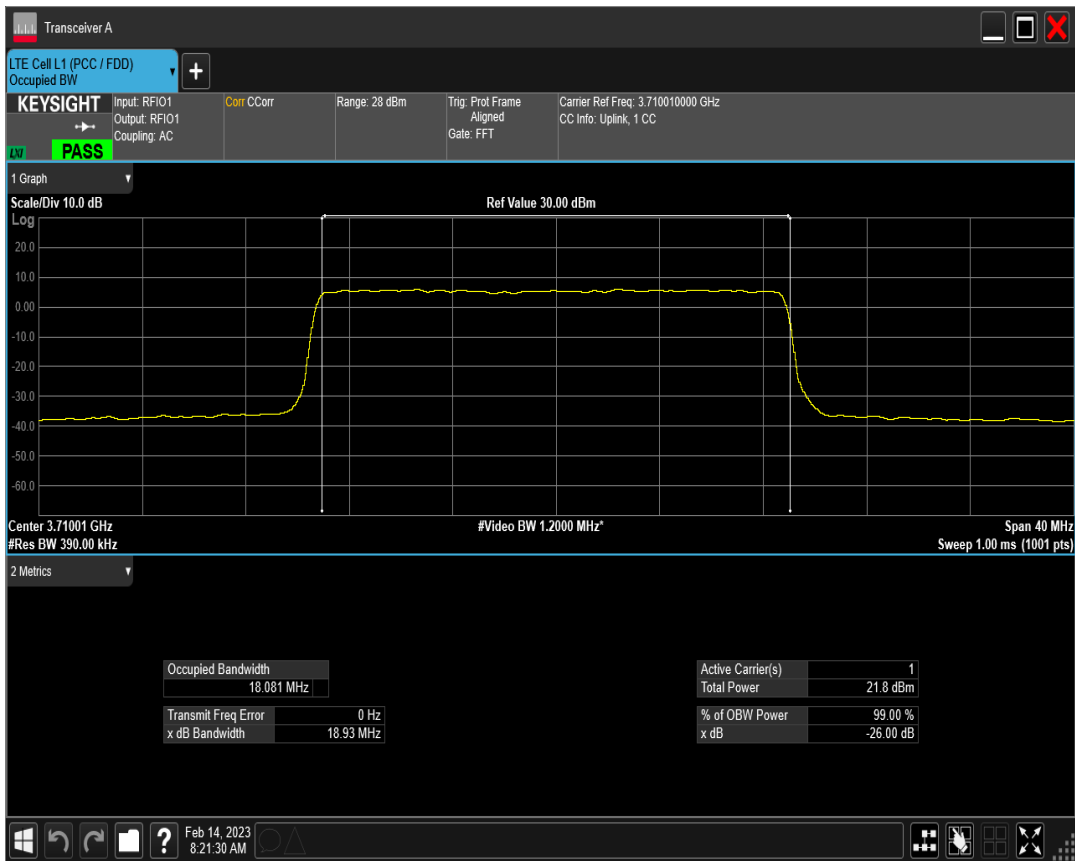 Transceiver A
LTE Cell L1 (PCC / FDD)
Occupied BW
KEYSIGHT
LXI
PASS
Input: RFIO1
Output: RFIO1
Coupling: AC
Corr CCorr
Range: 28 dBm
Trig: Prot Frame
Aligned
Gate: FFT
Carrier Ref Freq: 3.710010000 GHz
CC Info: Uplink, 1 CC
1 Graph
Scale/Div 10.0 dB
Ref Value 30.00 dBm
Log
20.0
10.0
0.00
-10.0
-20.0
-30.0
-40.0
-50.0
-60.0
Center 3.71001 GHz
#Video BW 1.2000 MHz*
Span 40 MHz
#Res BW 390.00 kHz
Sweep 1.00 ms (1001 pts)
2 Metrics
Occupied Bandwidth
18.081 MHz
Transmit Freq Error 0 Hz
x dB Bandwidth 18.93 MHz
Active Carrier(s) 1
Total Power 21.8 dBm
% of OBW Power 99.00 %
x dB -26.00 dB
Feb 14, 2023
8:21:30 AM